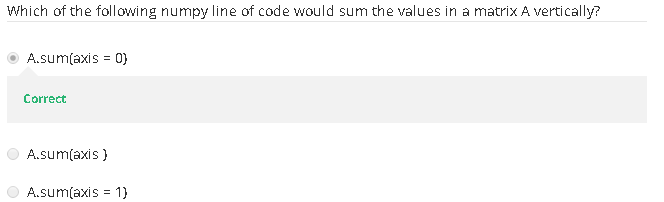 Which of the following numpy line of code would sum the values in a matrix A vertically?
A.sum(axis = 0)
Correct
A.sum(axis )
A.sum(axis = 1)